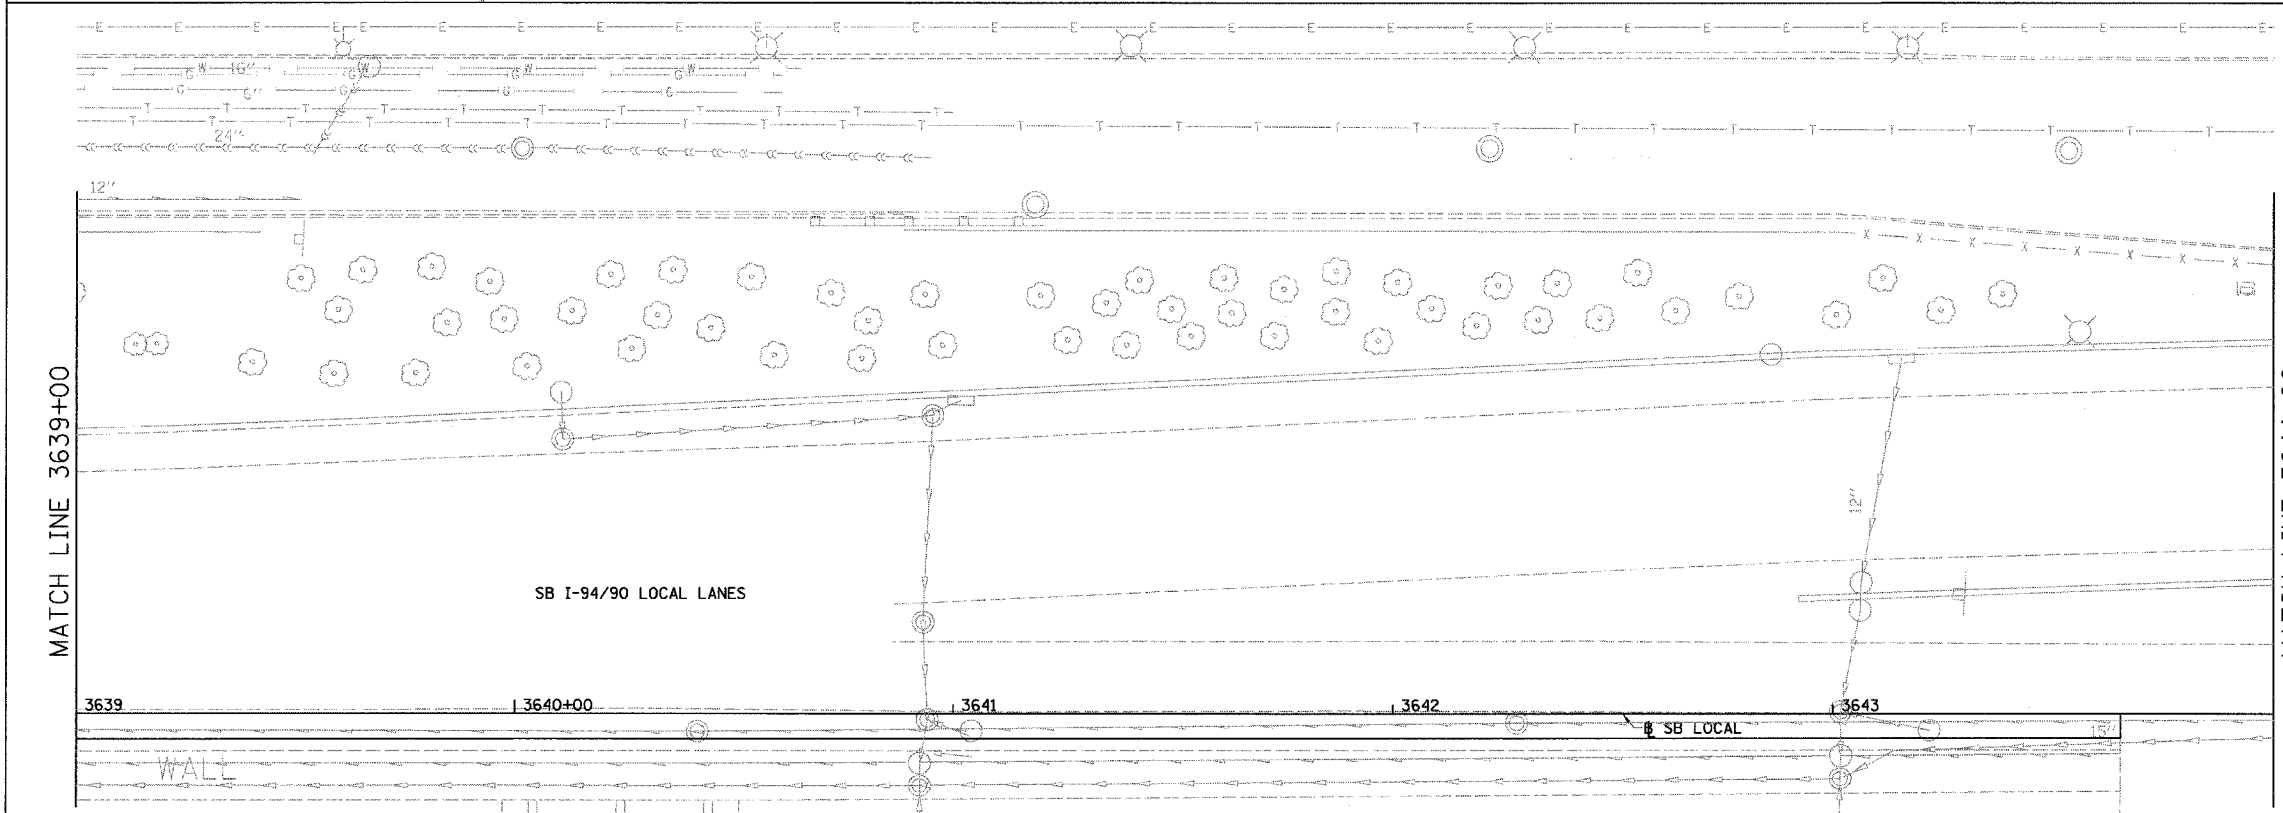 E E E E E E E E E E E E E E E E E E E E E E E E E E E E E
G W 16" G W G W G W
G 6" G G G
T T T T T T T T T T T
T T T T T T T T T T T T T T T T T T T T T T T T T T T
24"
12"
X X X X X X X X
MATCH LINE 3639+00
12"
SB I-94/90 LOCAL LANES
3639 3640+00 3641 3642 3643
B SB LOCAL
15"
WALL